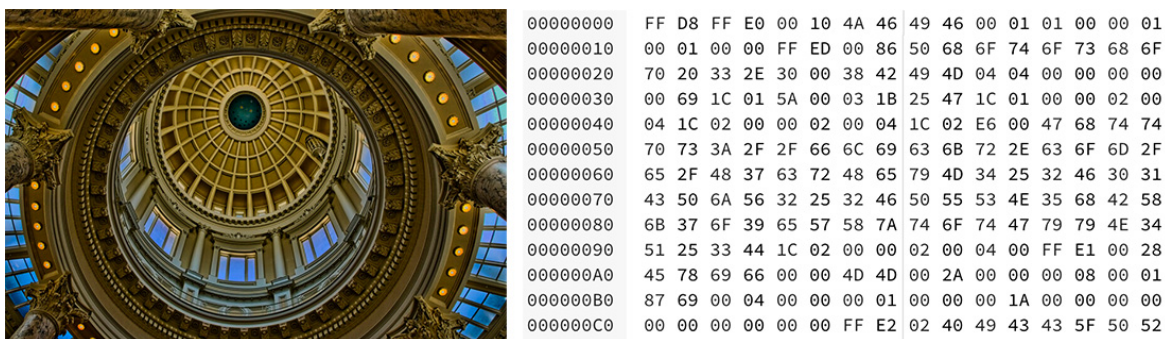 00000000 FF D8 FF E0 00 10 4A 46 49 46 00 01 01 00 00 01
00000010 00 01 00 00 FF ED 00 86 50 68 6F 74 6F 73 68 6F
00000020 70 20 33 2E 30 00 38 42 49 4D 04 04 00 00 00 00
00000030 00 69 1C 01 5A 00 03 1B 25 47 1C 01 00 00 02 00
00000040 04 1C 02 00 00 02 00 04 1C 02 E6 00 47 68 74 74
00000050 70 73 3A 2F 2F 66 6C 69 63 6B 72 2E 63 6F 6D 2F
00000060 65 2F 48 37 63 72 48 65 79 4D 34 25 32 46 30 31
00000070 43 50 6A 56 32 25 32 46 50 55 53 4E 35 68 42 58
00000080 6B 37 6F 39 65 57 58 7A 74 6F 74 47 79 79 4E 34
00000090 51 25 33 44 1C 02 00 00 02 00 04 00 FF E1 00 28
000000A0 45 78 69 66 00 00 4D 4D 00 2A 00 00 00 08 00 01
000000B0 87 69 00 04 00 00 00 01 00 00 00 1A 00 00 00 00
000000C0 00 00 00 00 00 00 FF E2 02 40 49 43 43 5F 50 52